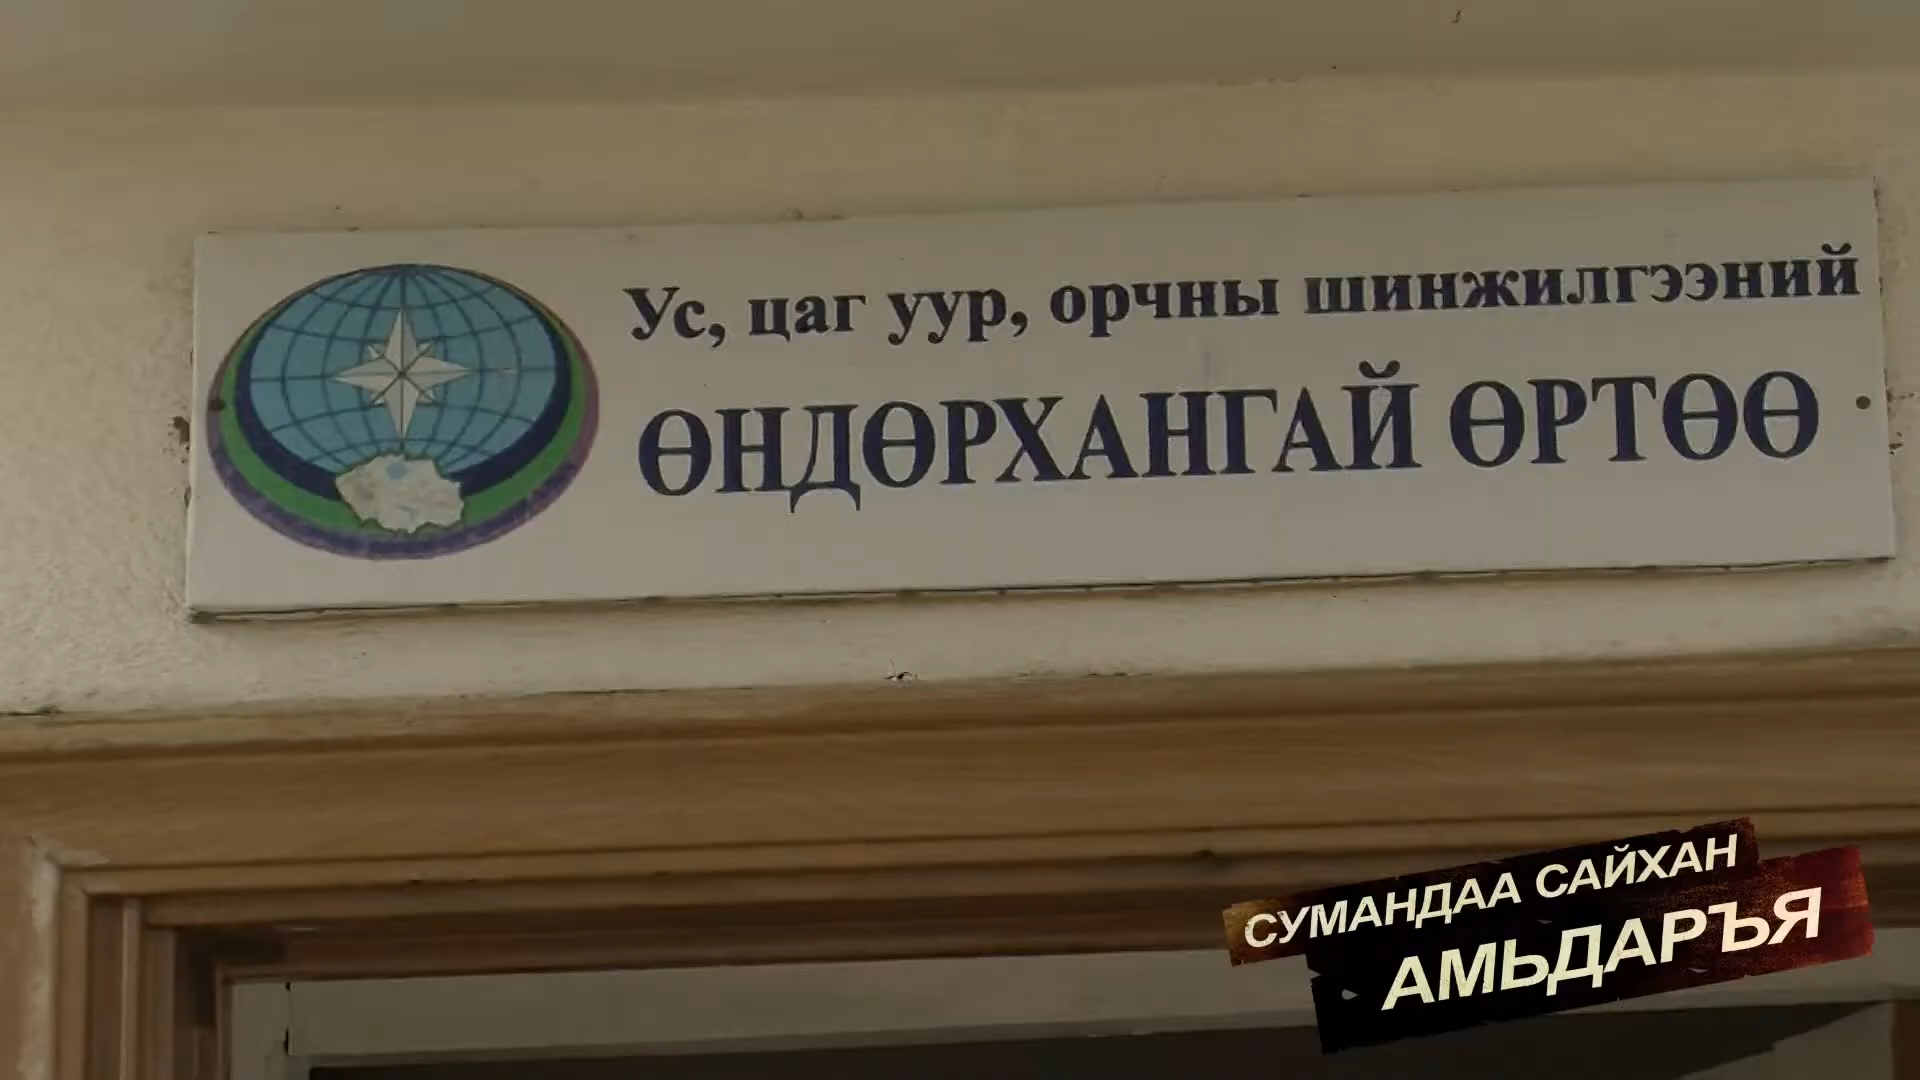 Ус, цаг уур, орчны шинжилгээний
ӨНДӨРХАНГАЙ ӨРТӨӨ
СУМАНДАА САЙХАН
АМЬДАРЪЯ